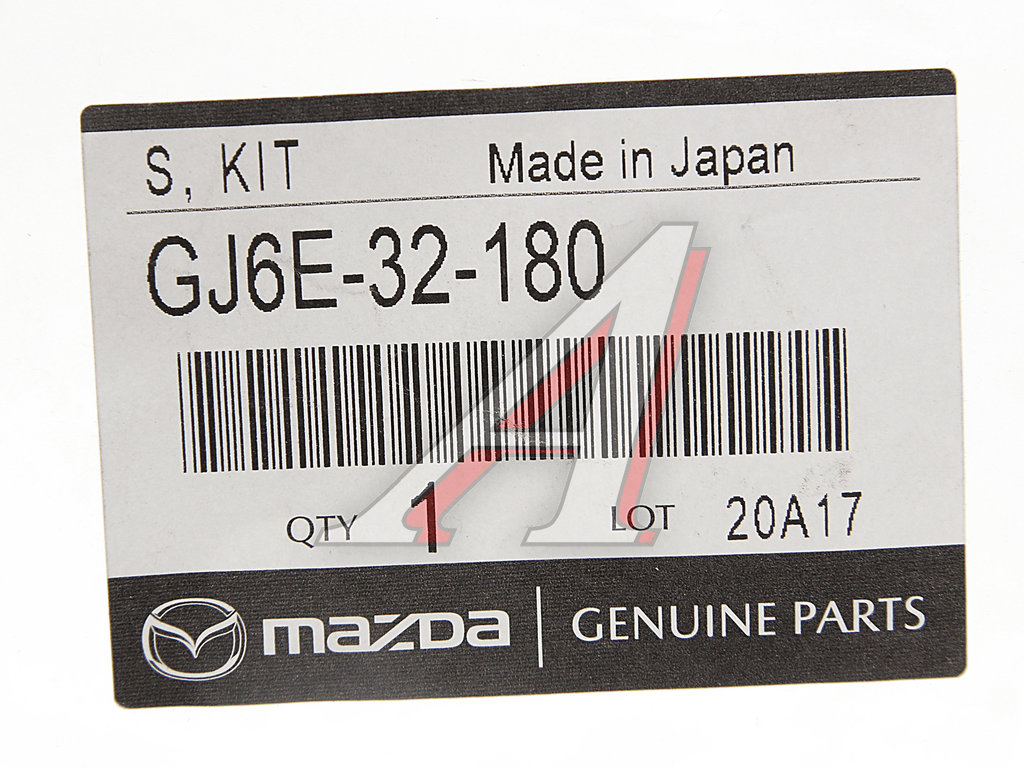 S, KIT Made in Japan
GJ6E-32-180
QTY 1 LOT 20A17
mazda GENUINE PARTS